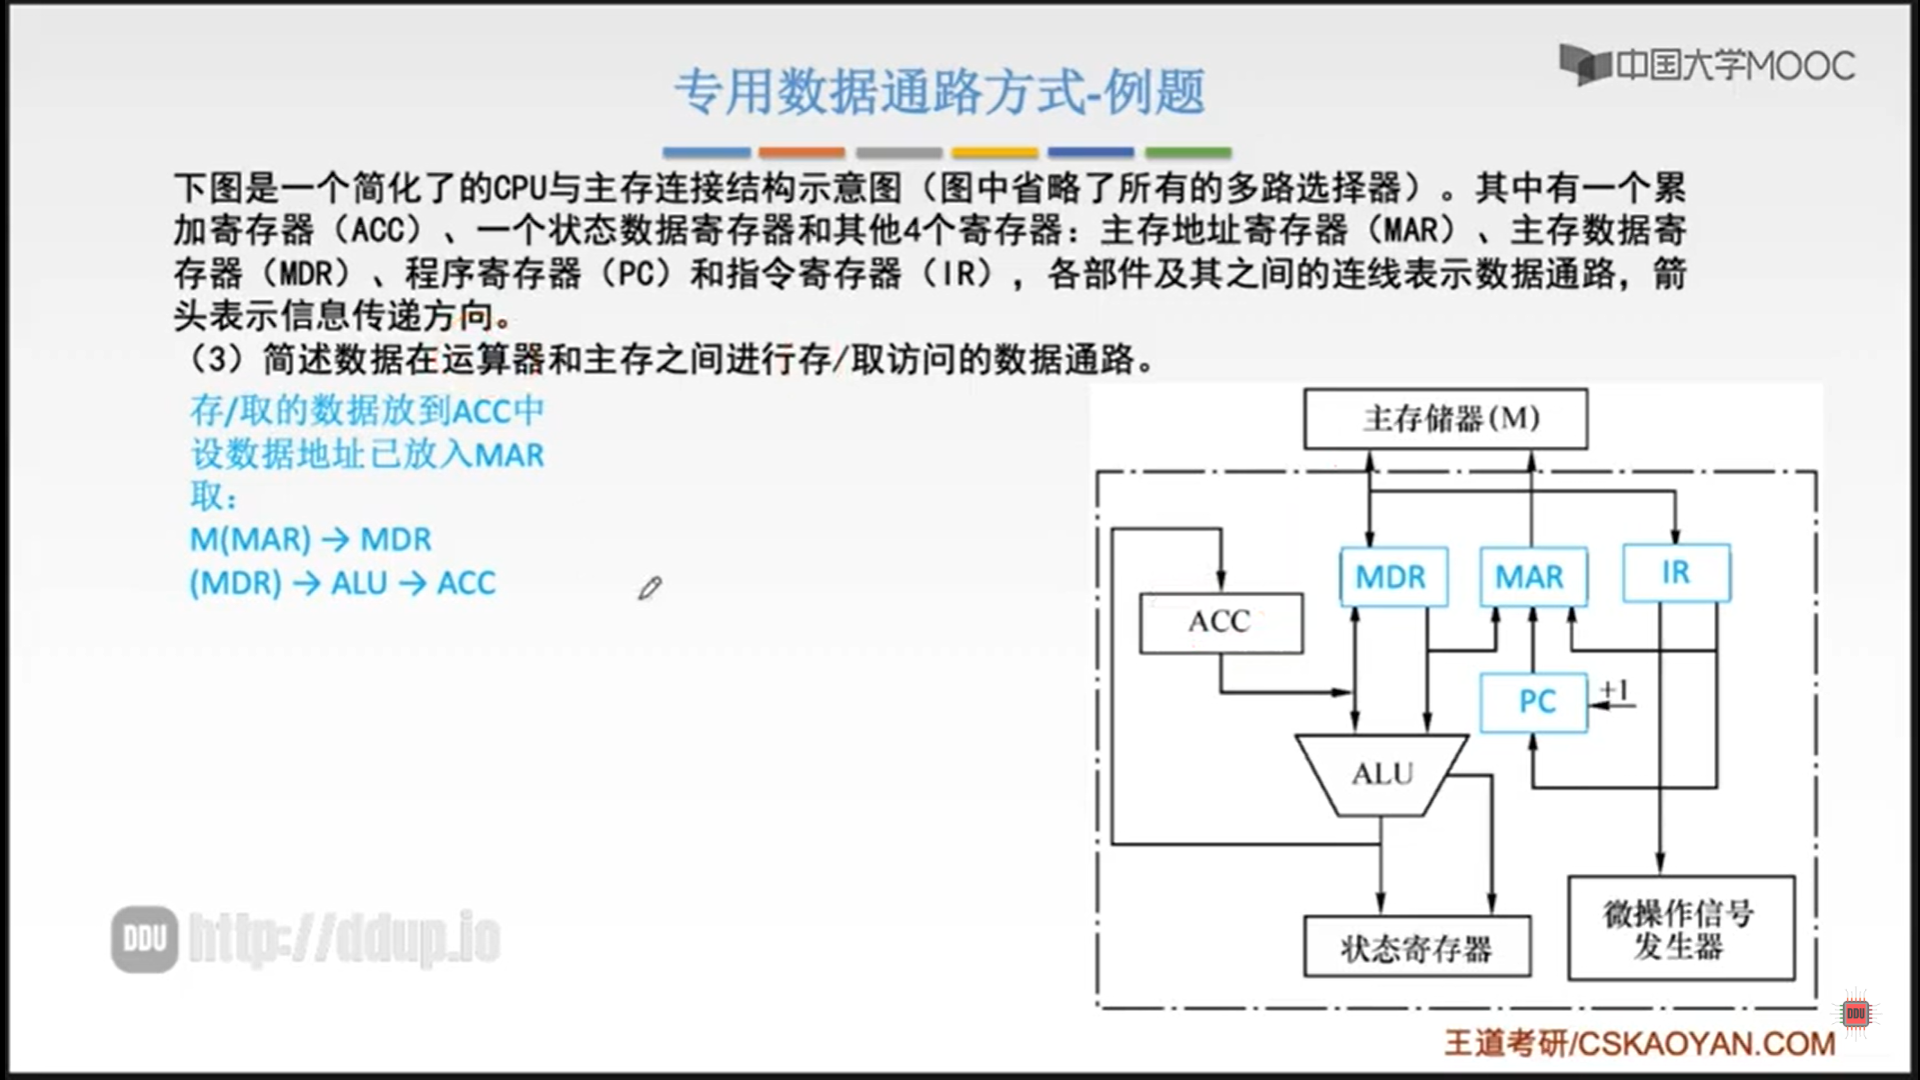 中国大学MOOC
专用数据通路方式-例题
下图是一个简化了的CPU与主存连接结构示意图（图中省略了所有的多路选择器）。其中有一个累
加寄存器（ACC）、一个状态数据寄存器和其他4个寄存器：主存地址寄存器（MAR）、主存数据寄
存器（MDR）、程序寄存器（PC）和指令寄存器（IR），各部件及其之间的连线表示数据通路，箭
头表示信息传递方向。
（3）简述数据在运算器和主存之间进行存/取访问的数据通路。
存/取的数据放到ACC中
设数据地址已放入MAR
取：
M(MAR) → MDR
(MDR) → ALU → ACC
主存储器(M)
MDR
MAR
IR
ACC
PC
+1
ALU
状态寄存器
微操作信号
发生器
DDU http://ddup.io
DDU
王道考研/CSKAOYAN.COM